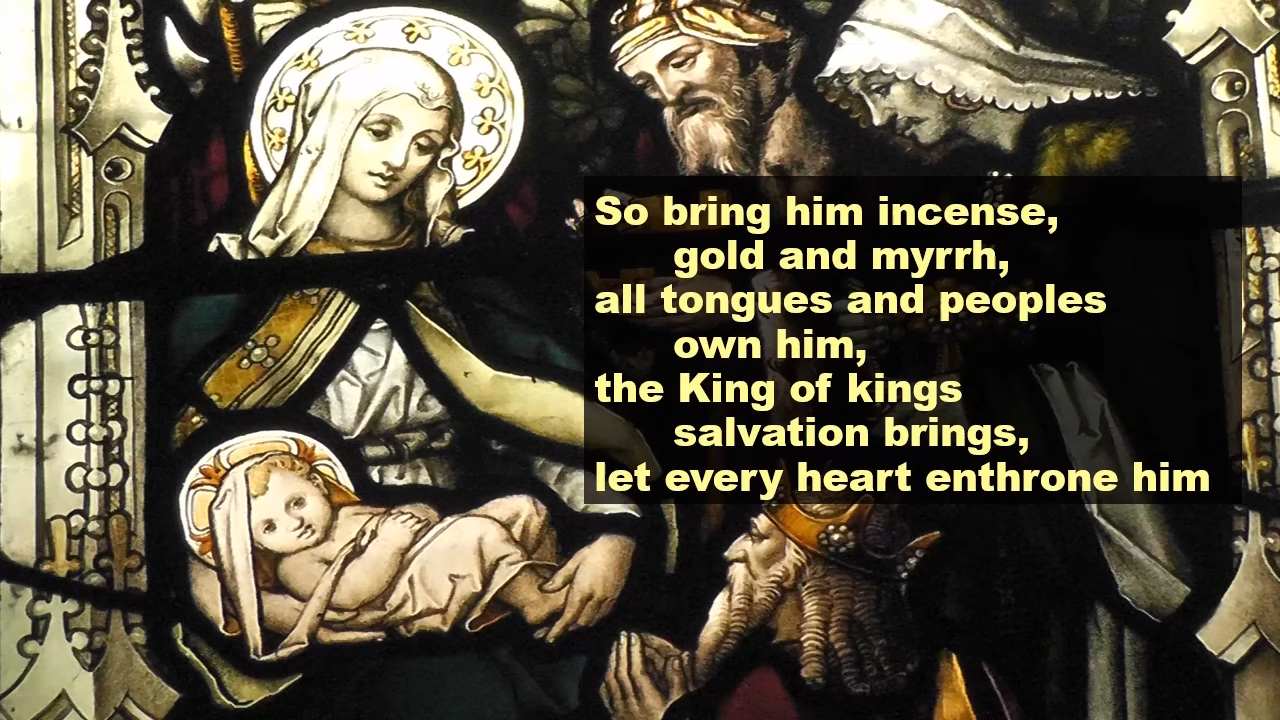 So bring him incense,
gold and myrrh,
all tongues and peoples
own him,
the King of kings
salvation brings,
let every heart enthrone him